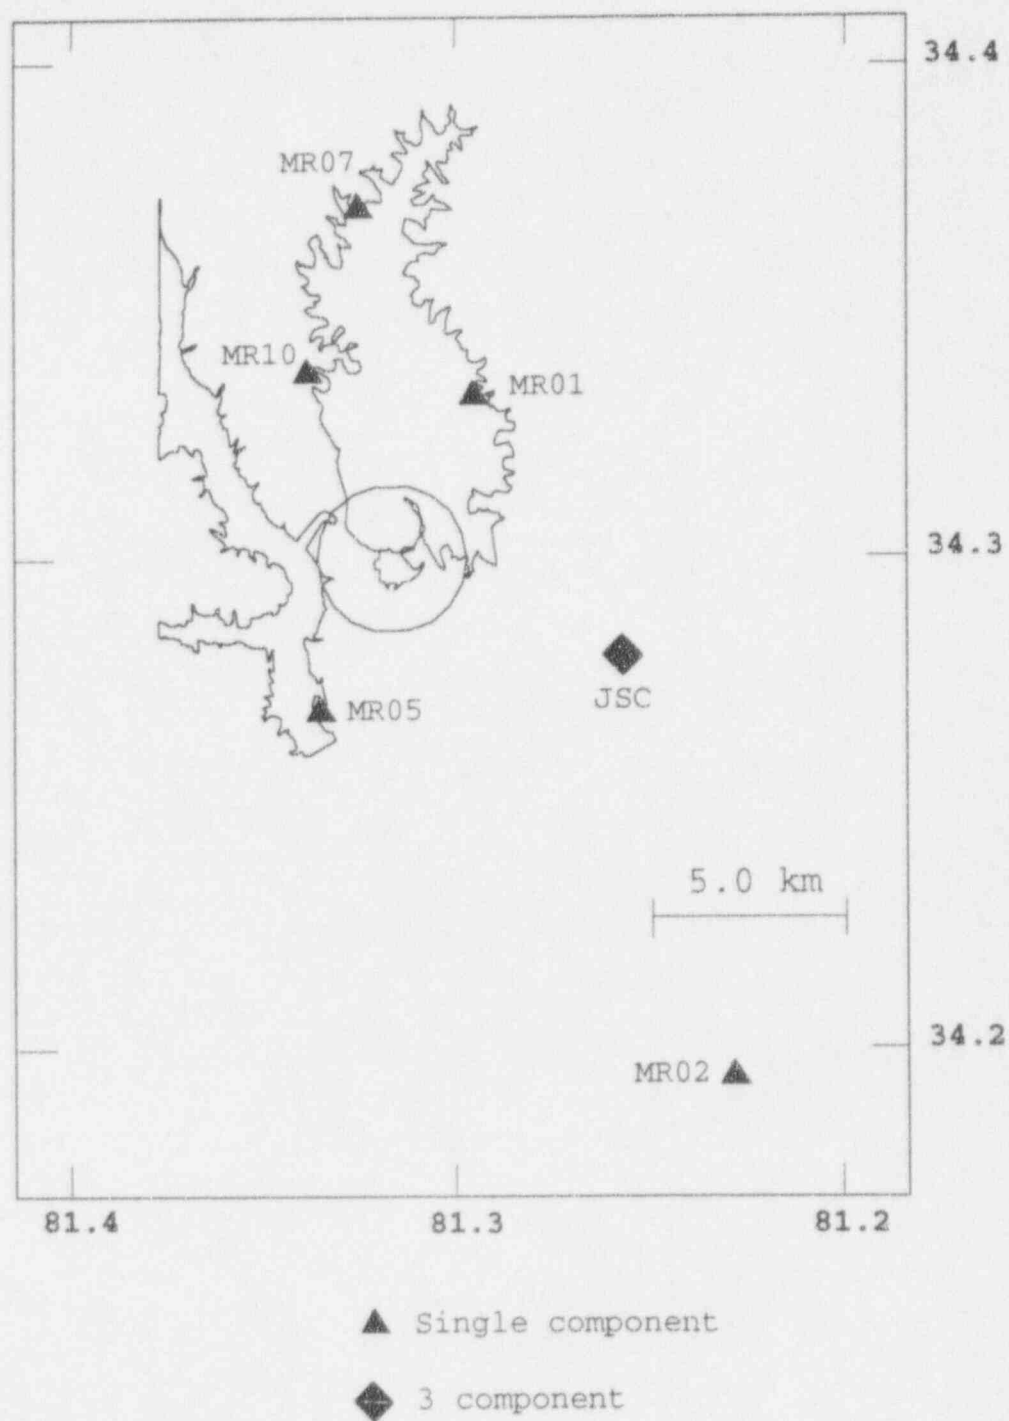 34.4
MR07
MR10
MR01
34.3
JSC
MR05
5.0 km
34.2
MR02
81.4
81.3
81.2
Single component
3 component